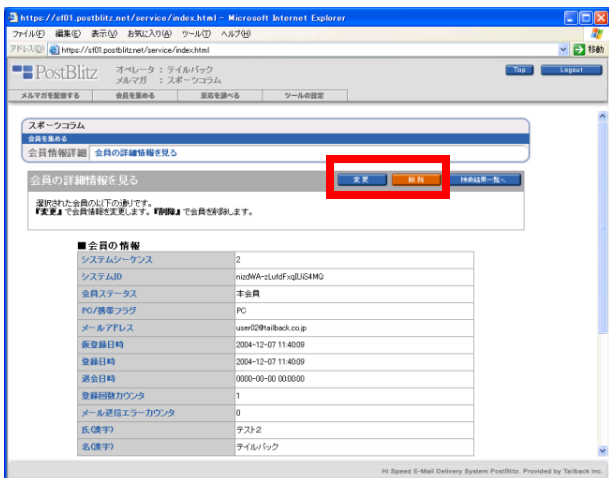 https://sf01.postblitz.net/service/index.html - Microsoft Internet Explorer
ファイル(F) 編集(E) 表示(V) お気に入り(A) ツール(T) ヘルプ(H)
アドレス(D) https://sf01.postblitz.net/service/index.html 移動
PostBlitz オペレータ : テイルバック Top Logout
メルマガ : スポーツコラム
メルマガを配信する 会員を集める 反応を調べる ツールの設定
スポーツコラム
会員を集める
会員情報詳細 会員の詳細情報を見る
会員の詳細情報を見る 変更 削除 検索結果一覧へ
選択された会員の以下の通りです。
『変更』で会員情報を変更します。『削除』で会員を削除します。
■会員の情報
システムシーケンス 2
システムID
会員ステータス 本会員
PC/携帯フラグ PC
メールアドレス user02@tailback.co.jp
仮登録日時 2004-12-07 11:40:09
登録日時 2004-12-07 11:40:09
退会日時 0000-00-00 00:00:00
登録回数カウンタ 1
メール送信エラーカウンタ 0
氏(漢字) テスト2
名(漢字) テイルバック
Hi Speed E-Mail Delivery System PostBlitz. Provided by Tailback inc.